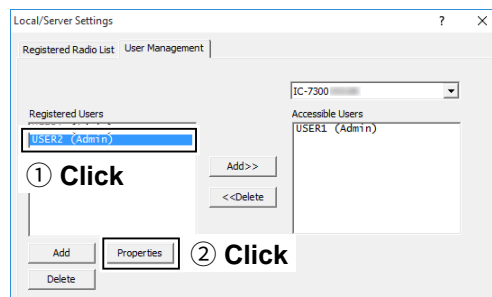 Local/Server Settings ? ×
Registered Radio List User Management
IC-7300
Registered Users Accessible Users
USER2 (Admin) USER1 (Admin)
① Click
Add>>
<<Delete
Add Properties ② Click
Delete